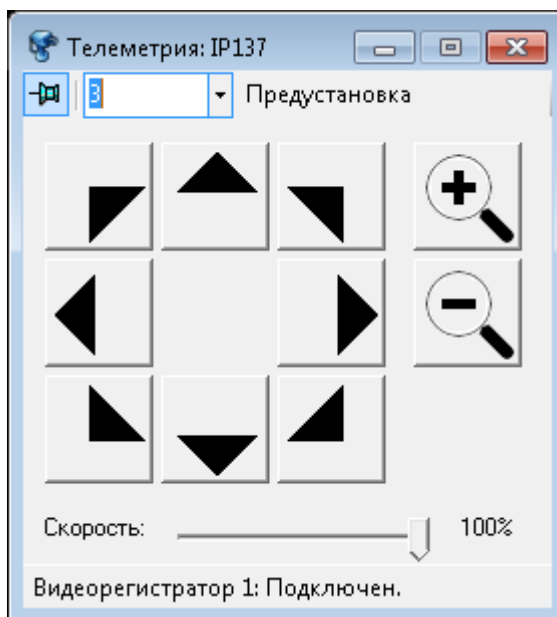 Телеметрия: IP137
3 Предустановка
Скорость: 100%
Видеорегистратор 1: Подключен.